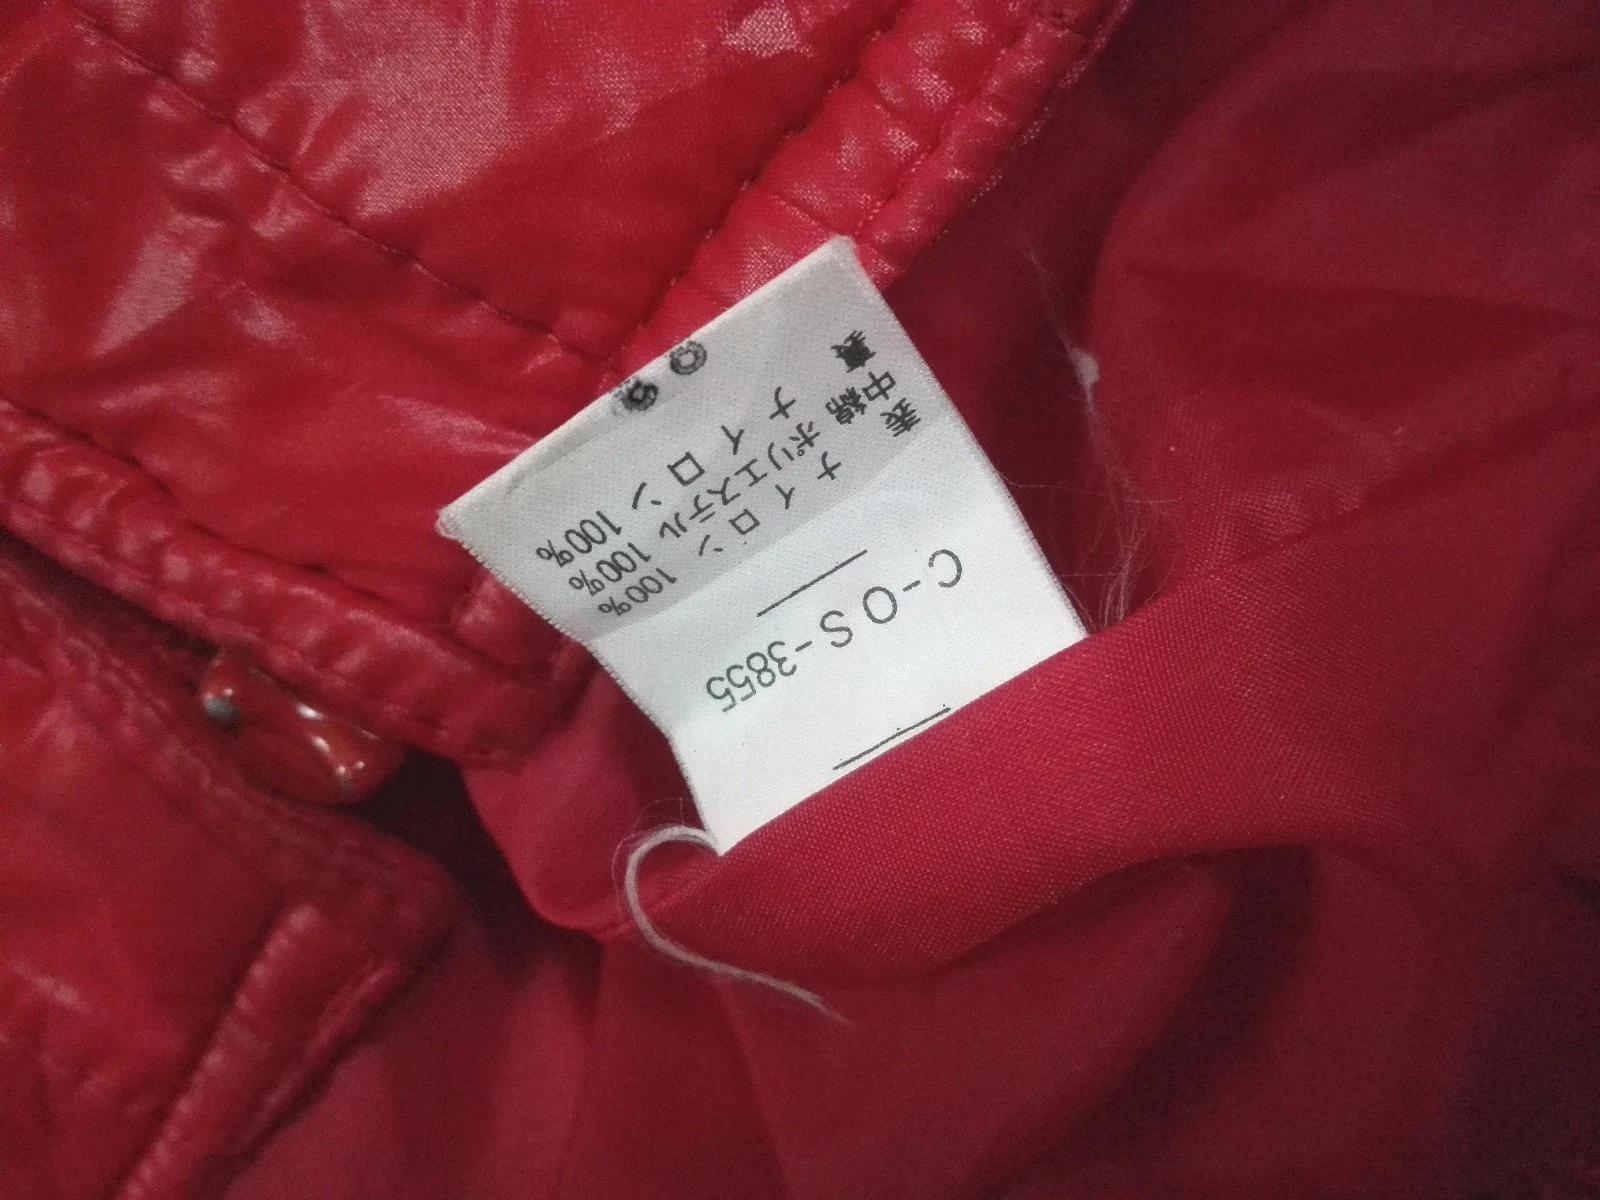 C-OS-3855
表 ナイロン 100%
中綿 ポリエステル 100%
裏 ナイロン 100%